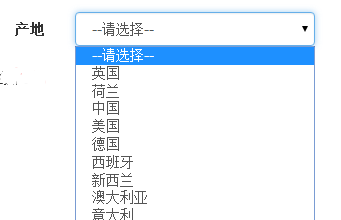 产地 --请选择--
--请选择--
英国
荷兰
中国
美国
德国
西班牙
新西兰
澳大利亚
意大利